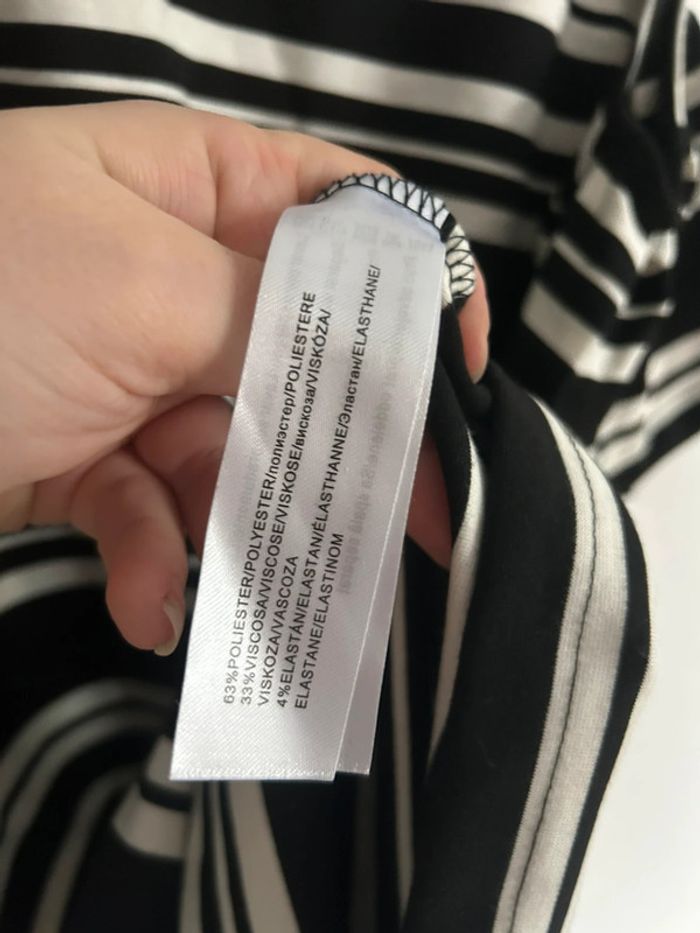 63%POLIESTER/POLYESTER/полиэстер/POLIESTERE
33%VISCOSA/VISCOSE/VISKOSE/вискоза/VISKÓZA/
VISKOZA/VASCOZA
4%ELASTÁN/ELASTAN/ÉLASTHANNE/Эластан/ELASTHANE/
ELASTANE/ELASTINOM